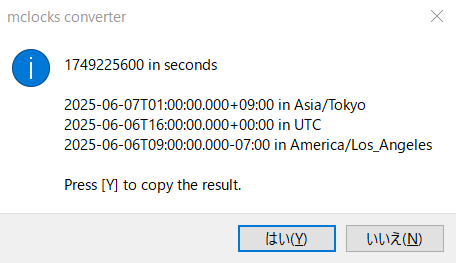 mclocks converter
1749225600 in seconds
2025-06-07T01:00:00.000+09:00 in Asia/Tokyo
2025-06-06T16:00:00.000+00:00 in UTC
2025-06-06T09:00:00.000-07:00 in America/Los_Angeles
Press [Y] to copy the result.
はい(Y)
いいえ(N)